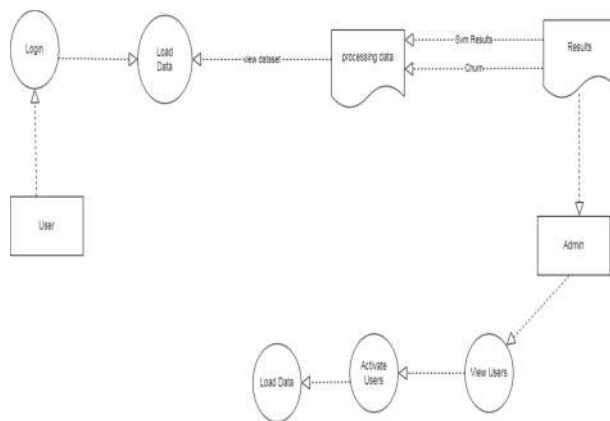 Login
Load
Data
view dataset
processing data
Svm Results
Churn
Results
User
Admin
Load Data
Activate
Users
View Users